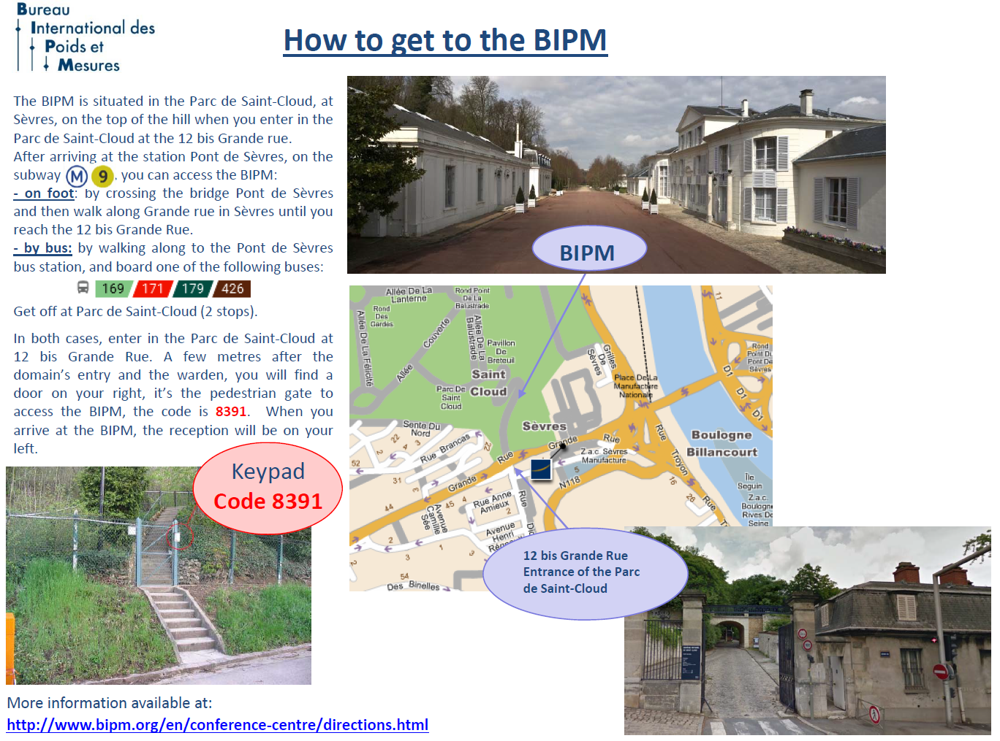 Bureau
International des
Poids et
Mesures
How to get to the BIPM
The BIPM is situated in the Parc de Saint-Cloud, at
Sèvres, on the top of the hill when you enter in the
Parc de Saint-Cloud at the 12 bis Grande rue.
After arriving at the station Pont de Sèvres, on the
subway M 9. you can access the BIPM:
- on foot: by crossing the bridge Pont de Sèvres
and then walk along Grande rue in Sèvres until you
reach the 12 bis Grande Rue.
- by bus: by walking along to the Pont de Sèvres
bus station, and board one of the following buses:
169 171 179 426
Get off at Parc de Saint-Cloud (2 stops).
In both cases, enter in the Parc de Saint-Cloud at
12 bis Grande Rue. A few metres after the
domain's entry and the warden, you will find a
door on your right, it's the pedestrian gate to
access the BIPM, the code is 8391. When you
arrive at the BIPM, the reception will be on your
left.
Keypad
Code 8391
More information available at:
http://www.bipm.org/en/conference-centre/directions.html
BIPM
Allée De La
Lanterne
Rond Point
De La
Balustrade
Rond
Des
Gardes
Allée De La Félicité
Allée
Couverte
Allée De La
Balustrade
Pavillon
De
Breteuil
Saint
Cloud
Parc De
Saint
Cloud
Grilles
De
Sèvres
Place De La
Manufacture
Nationale
11
Rond
Point Du
Pont De
Sèvres
D1
D1
D1
Sèvres
Boulogne
Billancourt
Sente Du
Nord
Rue Brancas
22
24
4
2
52
31
44
45
4
Grande
Rue
Grande
Rue
Z.a.c. Sèvres
Manufacture
5
N118
Rue
Troyon
16
26
Rue
Île
Seguin
Z.a.c.
Boulogne
Rives De
Seine
Rue Anne
Amieux
2
Rue
Avenue
Camille
Sée
Avenue
Henri
2
3
1
3
2
54
Des Binelles
12 bis Grande Rue
Entrance of the Parc
de Saint-Cloud